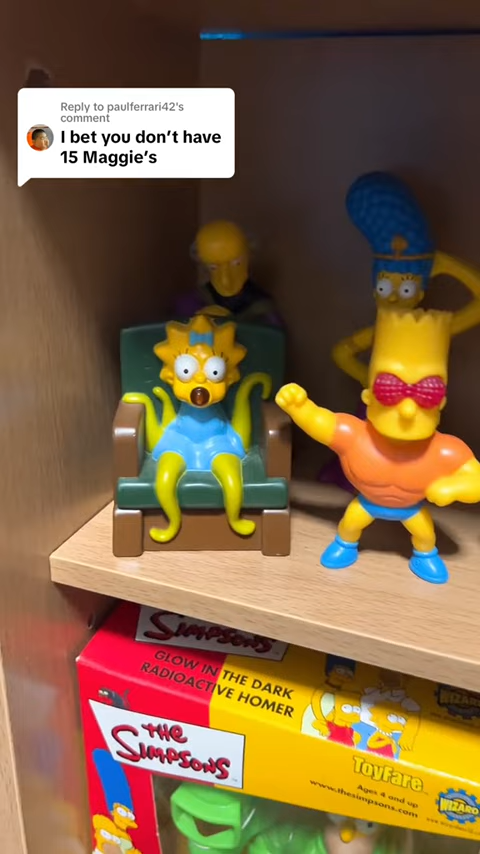 Reply to paulferrari42's
comment
I bet you don't have
15 Maggie's
SIMPSONS
GLOW IN THE DARK
RADIOACTIVE HOMER
THE
SIMPSONS
ToyFare
Ages 4 and up
www.thesimpsons.com
WIZARD
WIZARD